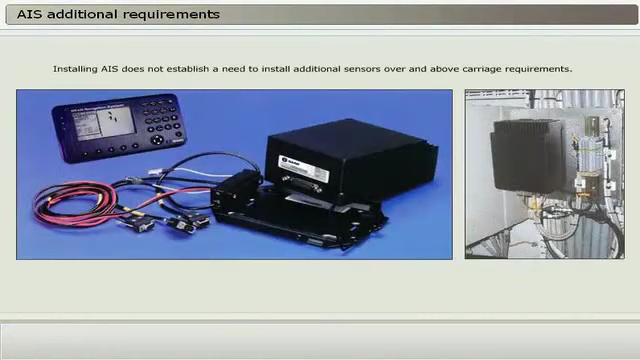 AIS additional requirements
Installing AIS does not establish a need to install additional sensors over and above carriage requirements.